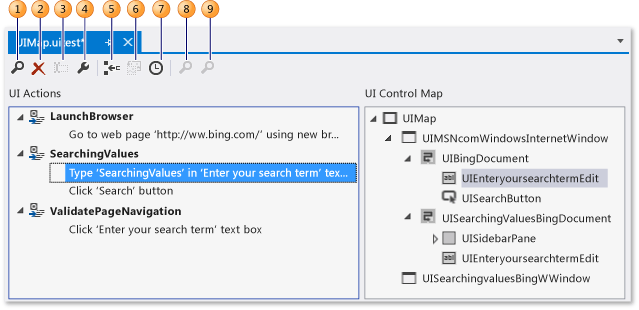 1 2 3 4 5 6 7 8 9
UIMap.uitest*
UI Actions
LaunchBrowser
Go to web page 'http://ww.bing.com/' using new br...
SearchingValues
Type 'SearchingValues' in 'Enter your search term' tex...
Click 'Search' button
ValidatePageNavigation
Click 'Enter your search term' text box
UI Control Map
UIMap
UIMSNcomWindowsInternetWindow
UIBingDocument
UIEnteryoursearchtermEdit
UISearchButton
UISearchingValuesBingDocument
UISidebarPane
UIEnteryoursearchtermEdit
UISearchingvaluesBingWWindow